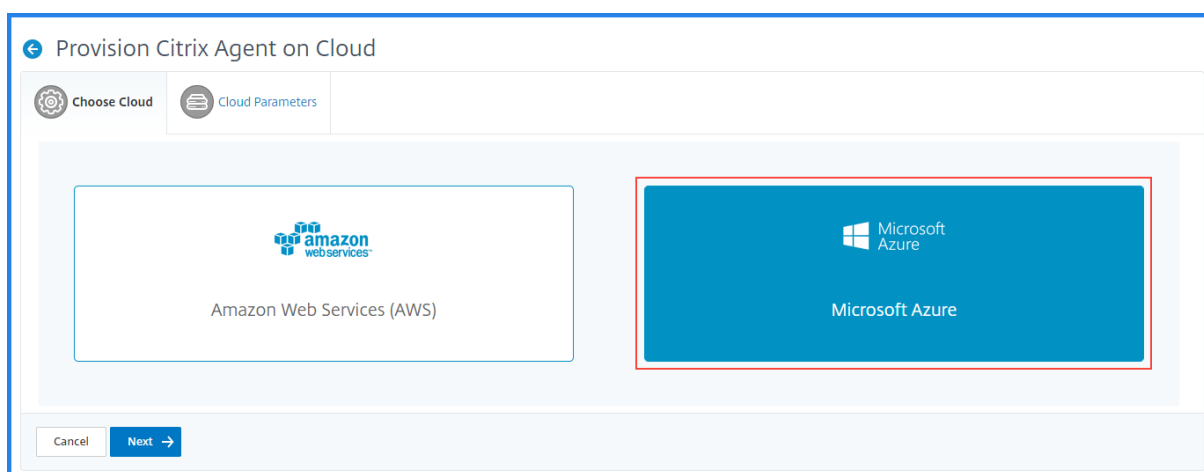 Provision Citrix Agent on Cloud
Choose Cloud
Cloud Parameters
amazon
webservices™
Microsoft
Azure
Amazon Web Services (AWS)
Microsoft Azure
Cancel
Next